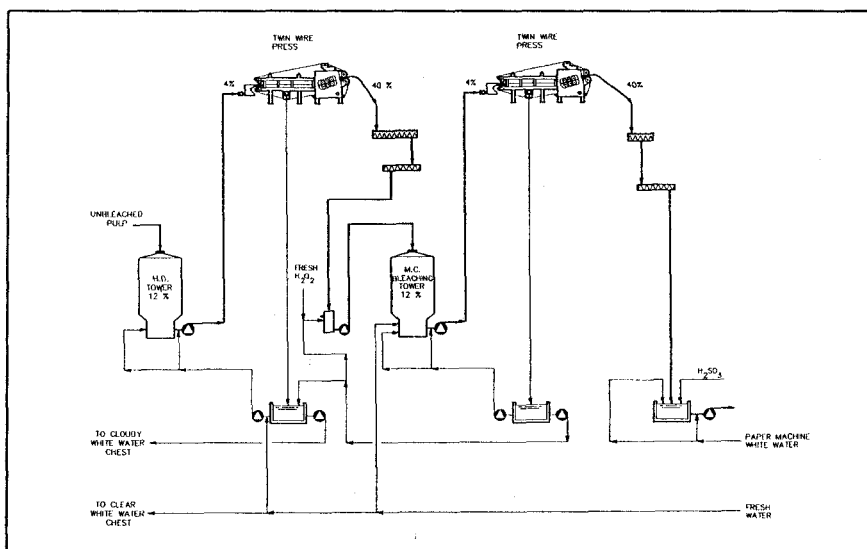 TWIN WIRE
PRESS
TWIN WIRE
PRESS
4%
40 %
4%
40%
UNBLEACHED
PULP
H.D.
TOWER
12 %
FRESH
H2O2
M.C.
BLEACHING
TOWER
12 %
H2SO3
TO CLOUDY
WHITE WATER
CHEST
PAPER MACHINE
WHITE WATER
TO CLEAR
WHITE WATER
CHEST
FRESH
WATER